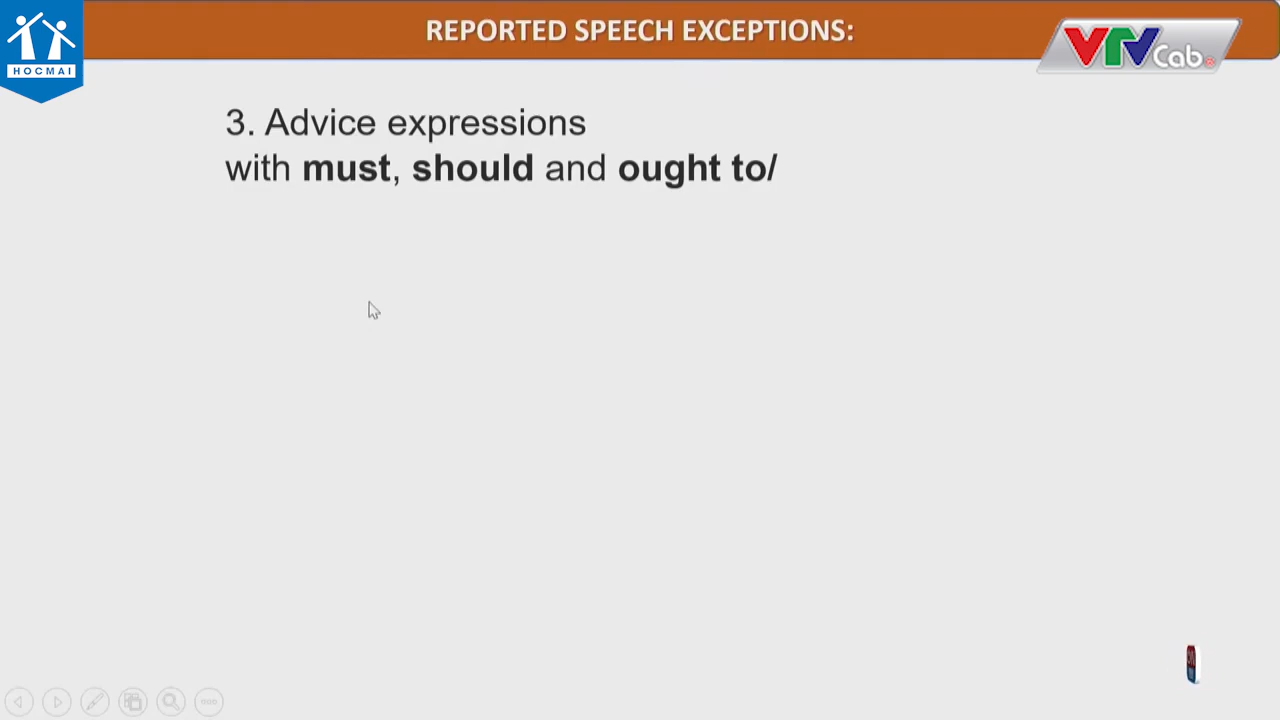 REPORTED SPEECH EXCEPTIONS:
HOCMAI
VTVCab
3. Advice expressions
with must, should and ought to/